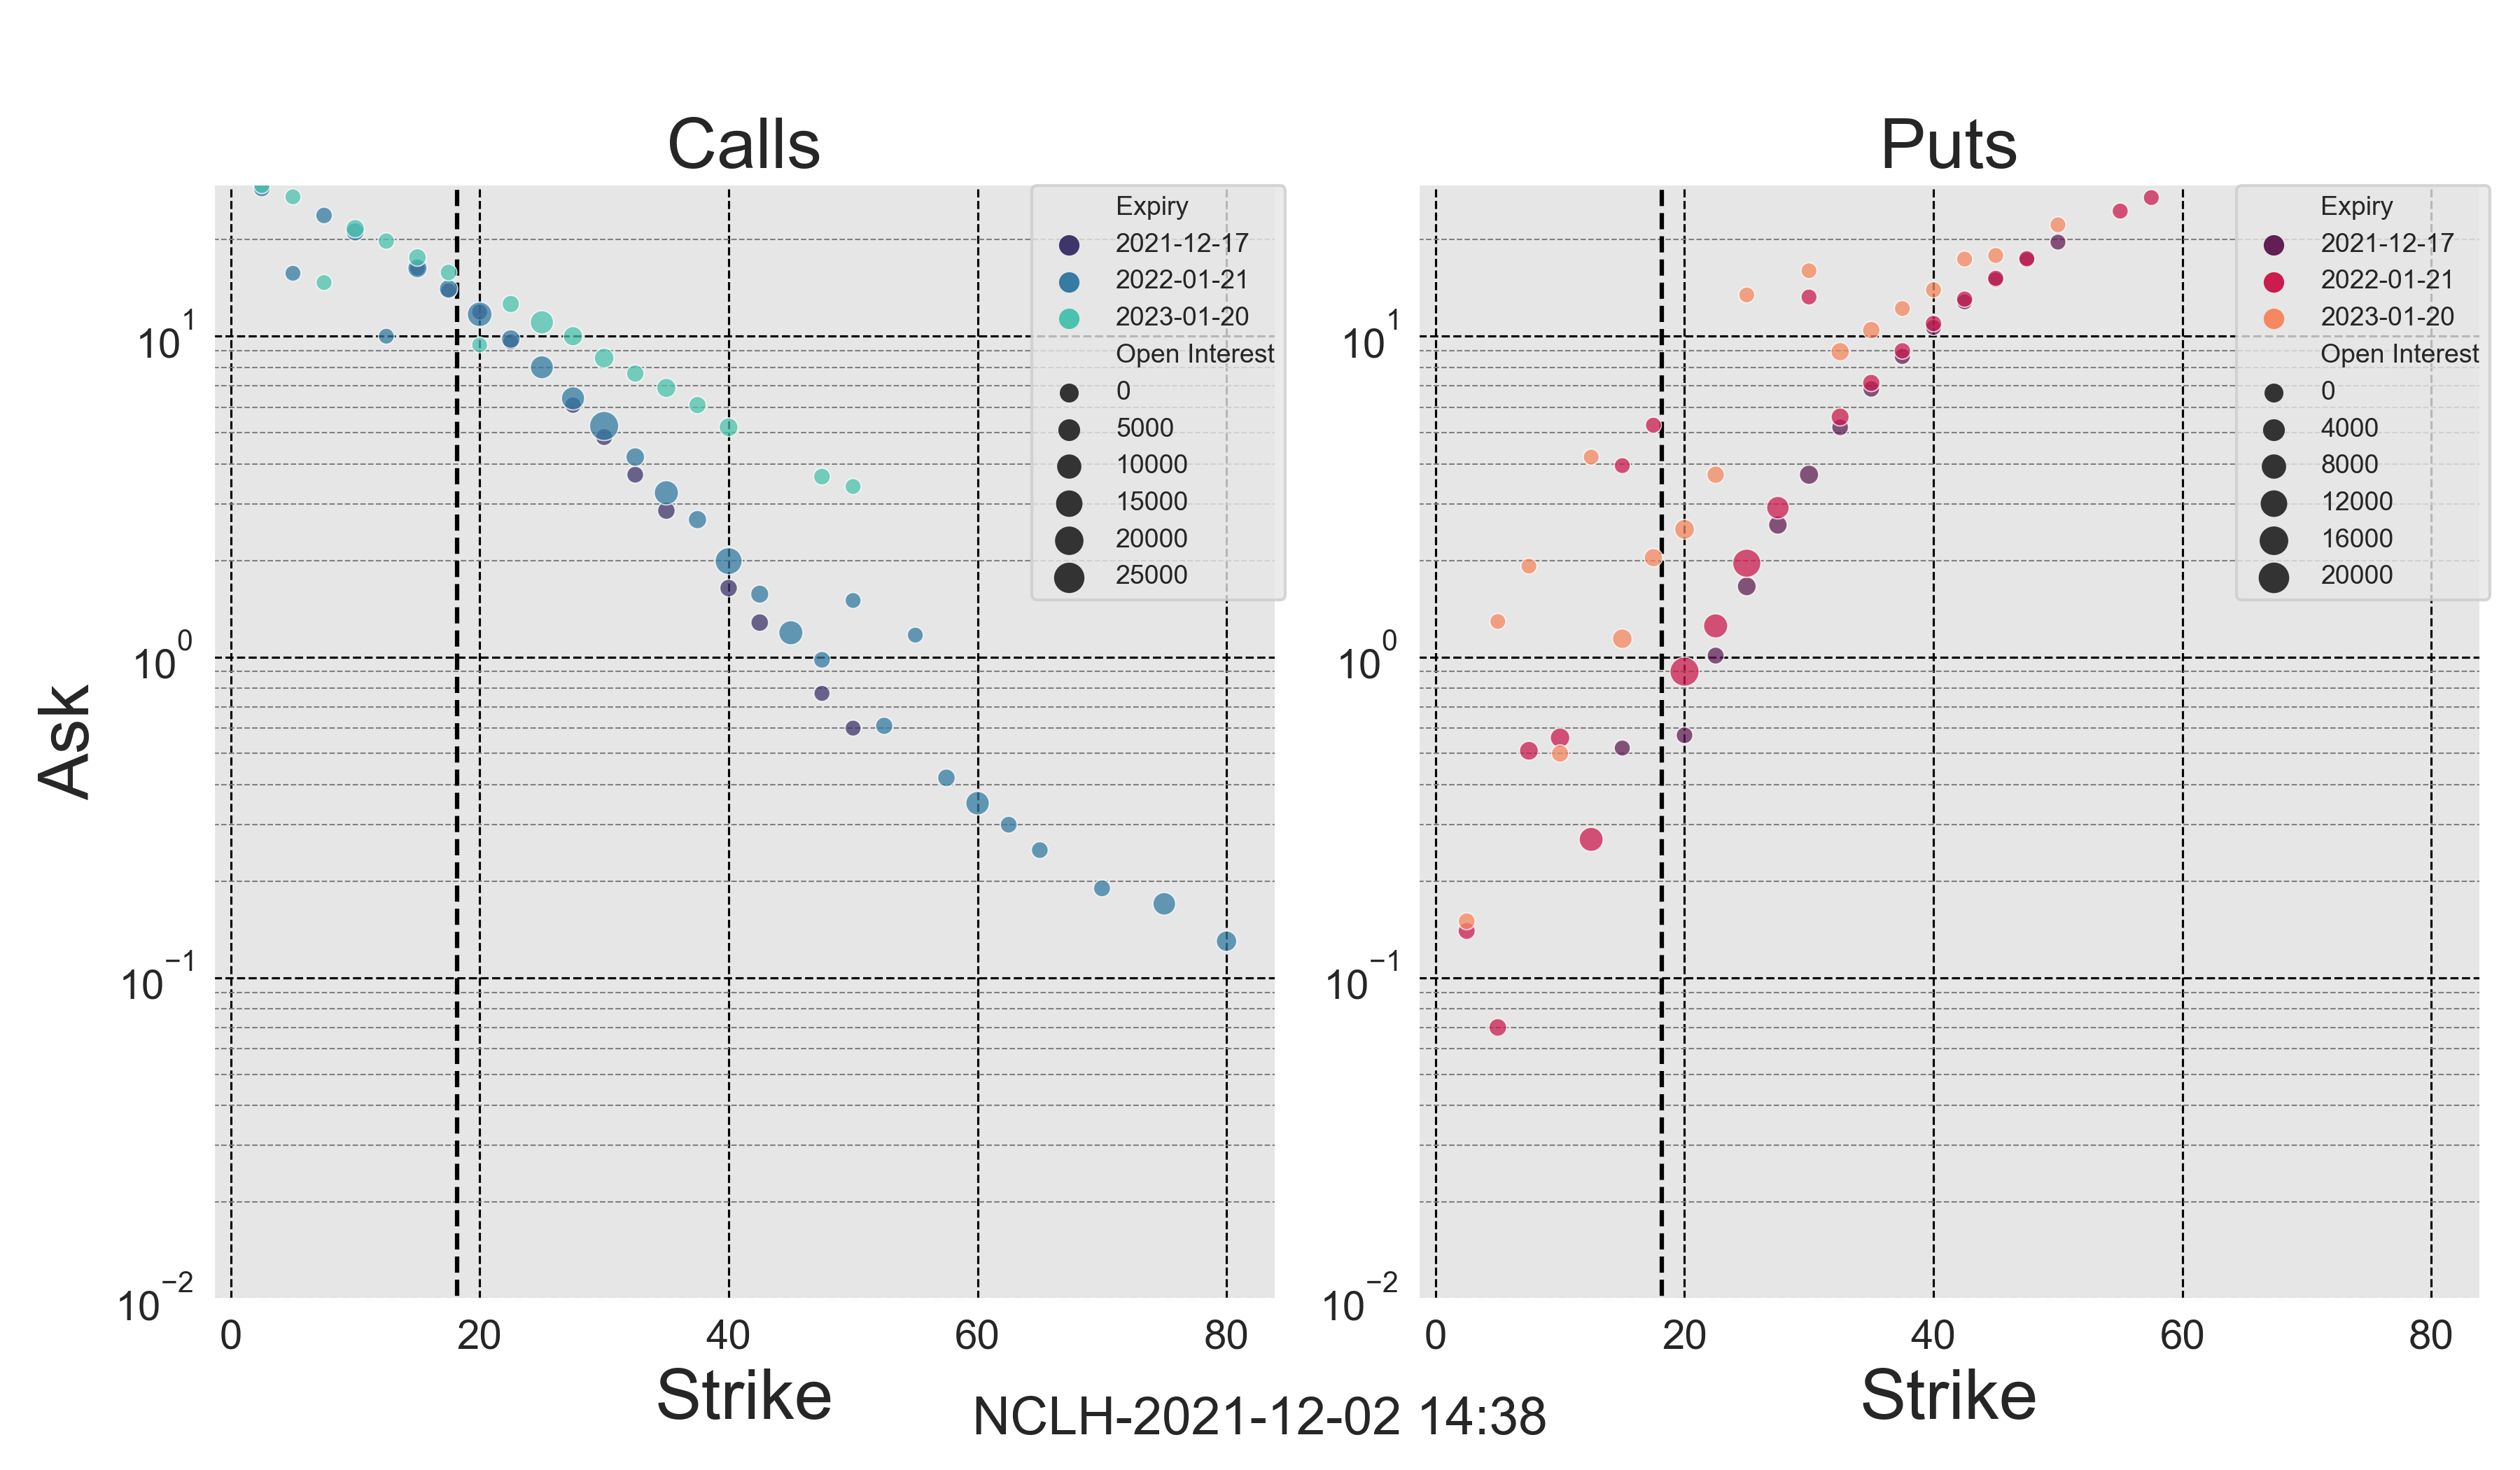 Calls
Puts
Ask
10^1
10^0
10^−1
10^−2
0 20 40 60 80
Strike
Expiry
2021-12-17
2022-01-21
2023-01-20
Open Interest
0
5000
10000
15000
20000
25000
10^1
10^0
10^−1
10^−2
0 20 40 60 80
Strike
Expiry
2021-12-17
2022-01-21
2023-01-20
Open Interest
0
4000
8000
12000
16000
20000
NCLH-2021-12-02 14:38